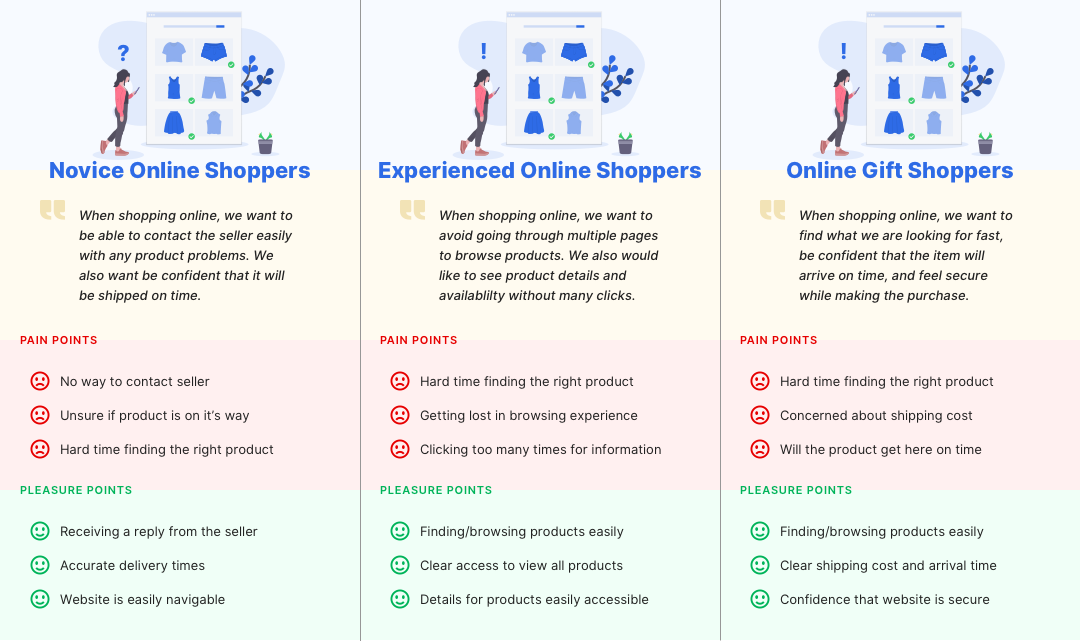 ?
Novice Online Shoppers
When shopping online, we want to
be able to contact the seller easily
with any product problems. We
also want be confident that it will
be shipped on time.
PAIN POINTS
No way to contact seller
Unsure if product is on it's way
Hard time finding the right product
PLEASURE POINTS
Receiving a reply from the seller
Accurate delivery times
Website is easily navigable
!
Experienced Online Shoppers
When shopping online, we want to
avoid going through multiple pages
to browse products. We also would
like to see product details and
availablilty without many clicks.
PAIN POINTS
Hard time finding the right product
Getting lost in browsing experience
Clicking too many times for information
PLEASURE POINTS
Finding/browsing products easily
Clear access to view all products
Details for products easily accessible
!
Online Gift Shoppers
When shopping online, we want to
find what we are looking for fast,
be confident that the item will
arrive on time, and feel secure
while making the purchase.
PAIN POINTS
Hard time finding the right product
Concerned about shipping cost
Will the product get here on time
PLEASURE POINTS
Finding/browsing products easily
Clear shipping cost and arrival time
Confidence that website is secure